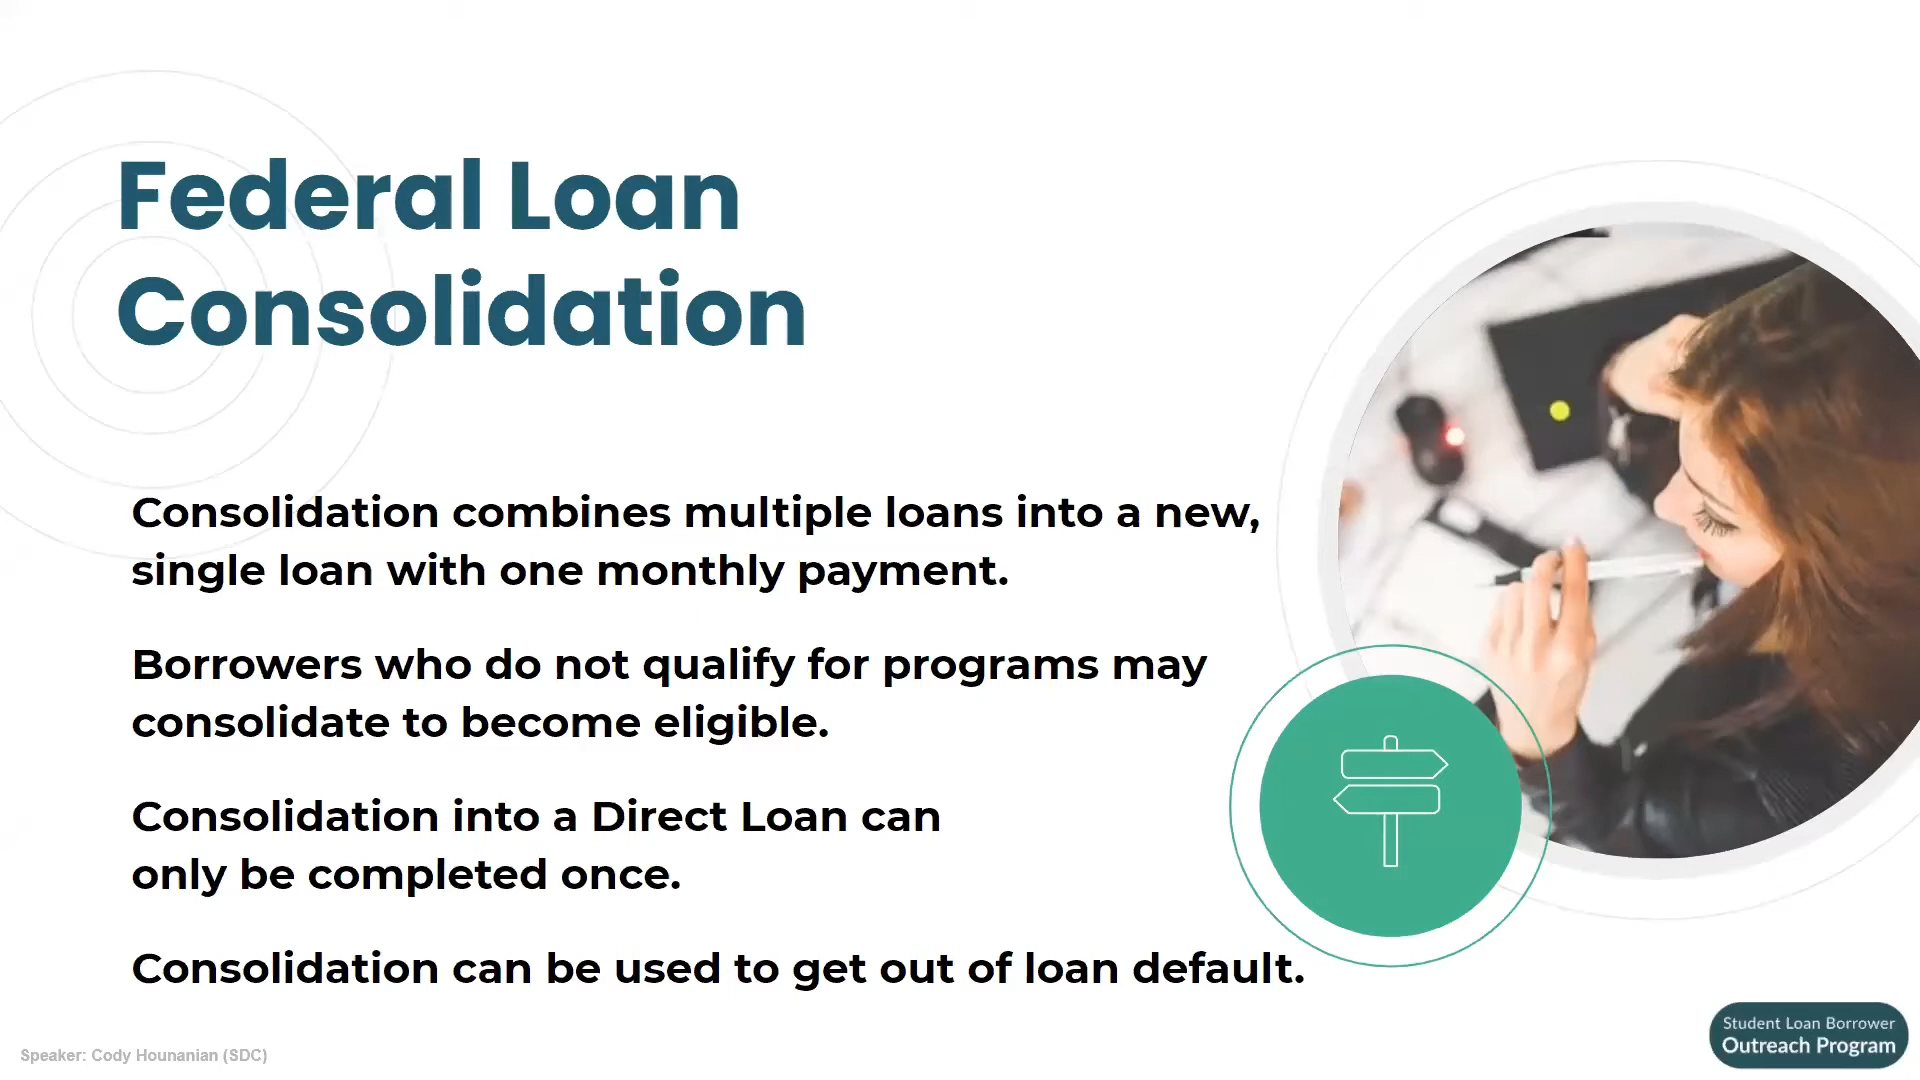 Federal Loan
Consolidation
Consolidation combines multiple loans into a new,
single loan with one monthly payment.
Borrowers who do not qualify for programs may
consolidate to become eligible.
Consolidation into a Direct Loan can
only be completed once.
Consolidation can be used to get out of loan default.
Speaker: Cody Hounanian (SDC)
Student Loan Borrower
Outreach Program